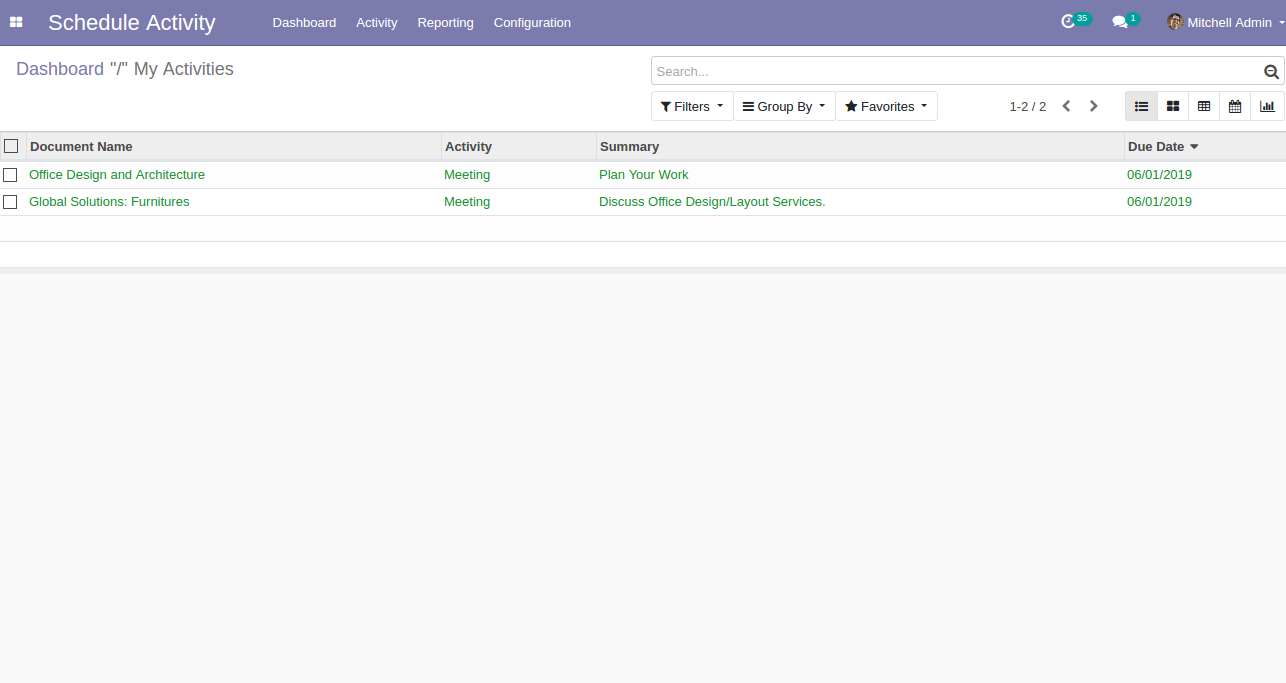 Schedule Activity Dashboard Activity Reporting Configuration 35 1 Mitchell Admin
Dashboard "/" My Activities
Search...
Filters Group By Favorites 1-2 / 2
Document Name Activity Summary Due Date
Office Design and Architecture Meeting Plan Your Work 06/01/2019
Global Solutions: Furnitures Meeting Discuss Office Design/Layout Services. 06/01/2019